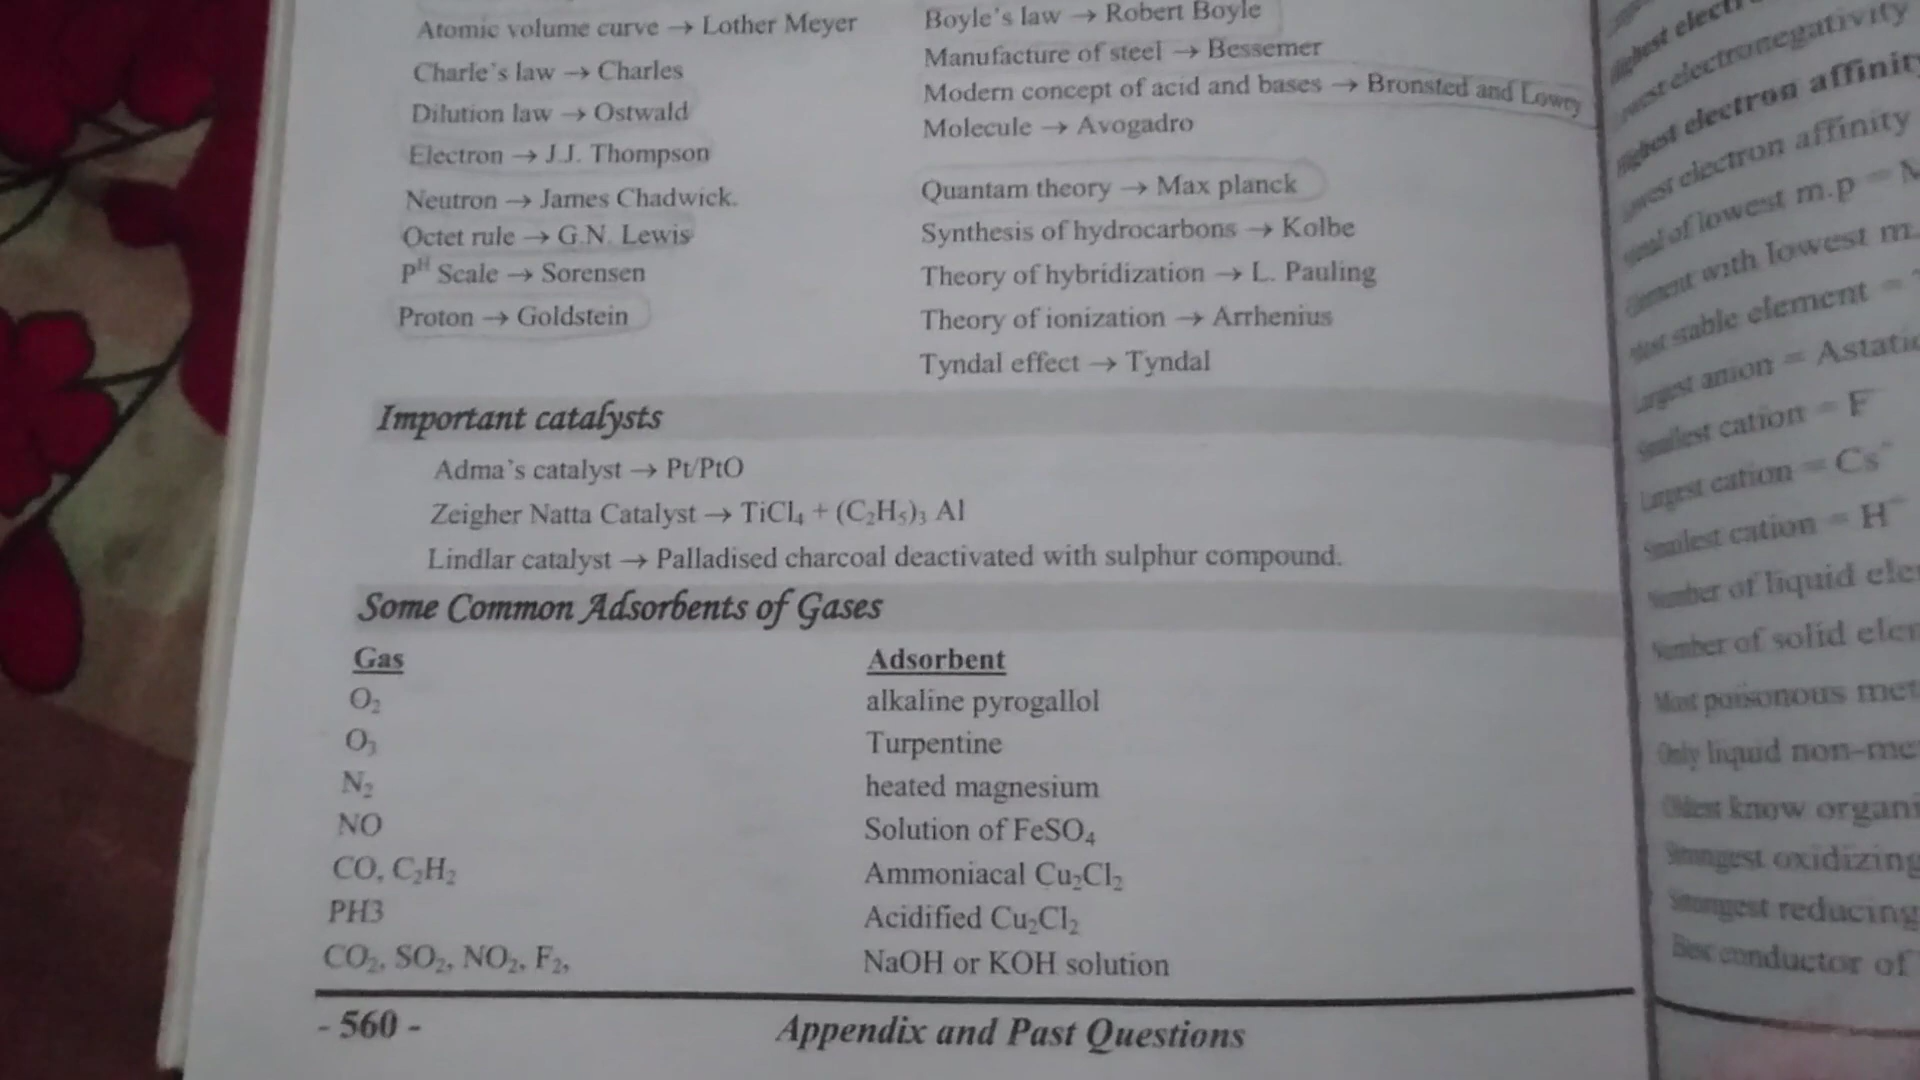 Atomic volume curve → Lother Meyer
Charle's law → Charles
Dilution law → Ostwald
Electron → J.J. Thompson
Neutron → James Chadwick.
Octet rule → G.N. Lewis
P^H Scale → Sorensen
Proton → Goldstein
Boyle's law → Robert Boyle
Manufacture of steel → Bessemer
Modern concept of acid and bases → Bronsted and Lowry
Molecule → Avogadro
Quantam theory → Max planck
Synthesis of hydrocarbons → Kolbe
Theory of hybridization → L. Pauling
Theory of ionization → Arrhenius
Tyndal effect → Tyndal
Important catalysts
Adma's catalyst → Pt/PtO
Zeigher Natta Catalyst → TiCl₄ + (C₂H₅)₃ Al
Lindlar catalyst → Palladised charcoal deactivated with sulphur compound.
Some Common Adsorbents of Gases
Gas Adsorbent
O₂ alkaline pyrogallol
O₃ Turpentine
N₂ heated magnesium
NO Solution of FeSO₄
CO, C₂H₂ Ammoniacal Cu₂Cl₂
PH3 Acidified Cu₂Cl₂
CO₂, SO₂, NO₂, F₂, NaOH or KOH solution
- 560 - Appendix and Past Questions
electronegativity
electron affinity
electron affinity
of lowest m.p =
with lowest
stable element =
anion =
cation = F
cation = Cs
cation = H
of liquid
of solid
poisonous
liquid non-
know
oxidizing
reducing
conductor of